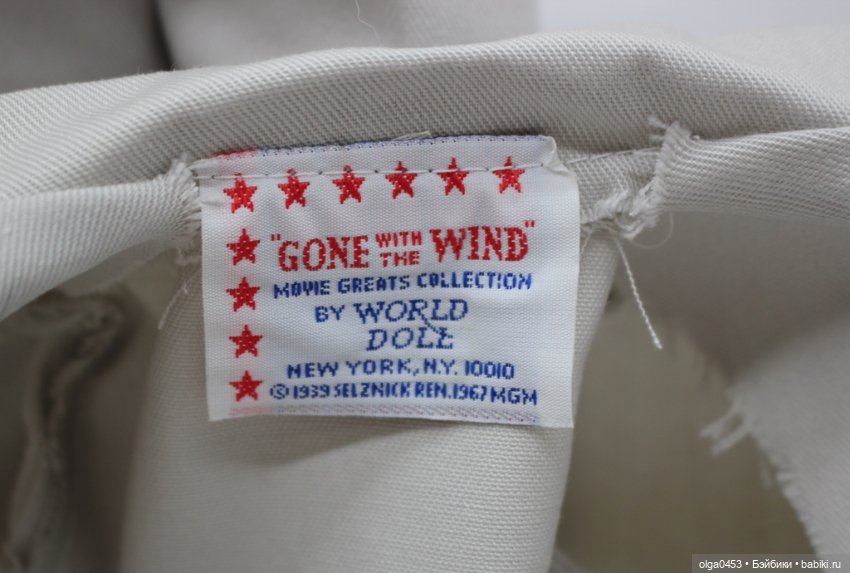 "GONE WITH THE WIND"
MOVIE GREATS COLLECTION
BY WORLD
DOLL
NEW YORK, N.Y. 10010
© 1939 SELZNICK REN. 1967 MGM
olga0453 • Бэйбики • babiki.ru